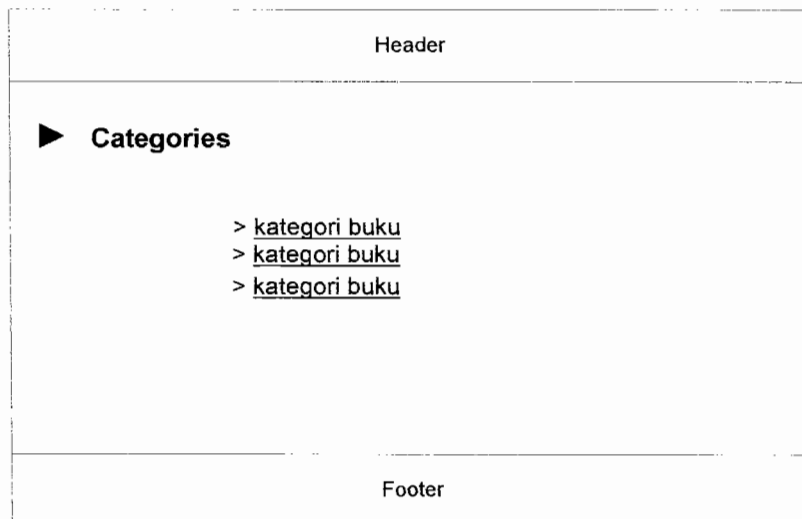 Header
► Categories
> kategori buku
> kategori buku
> kategori buku
Footer